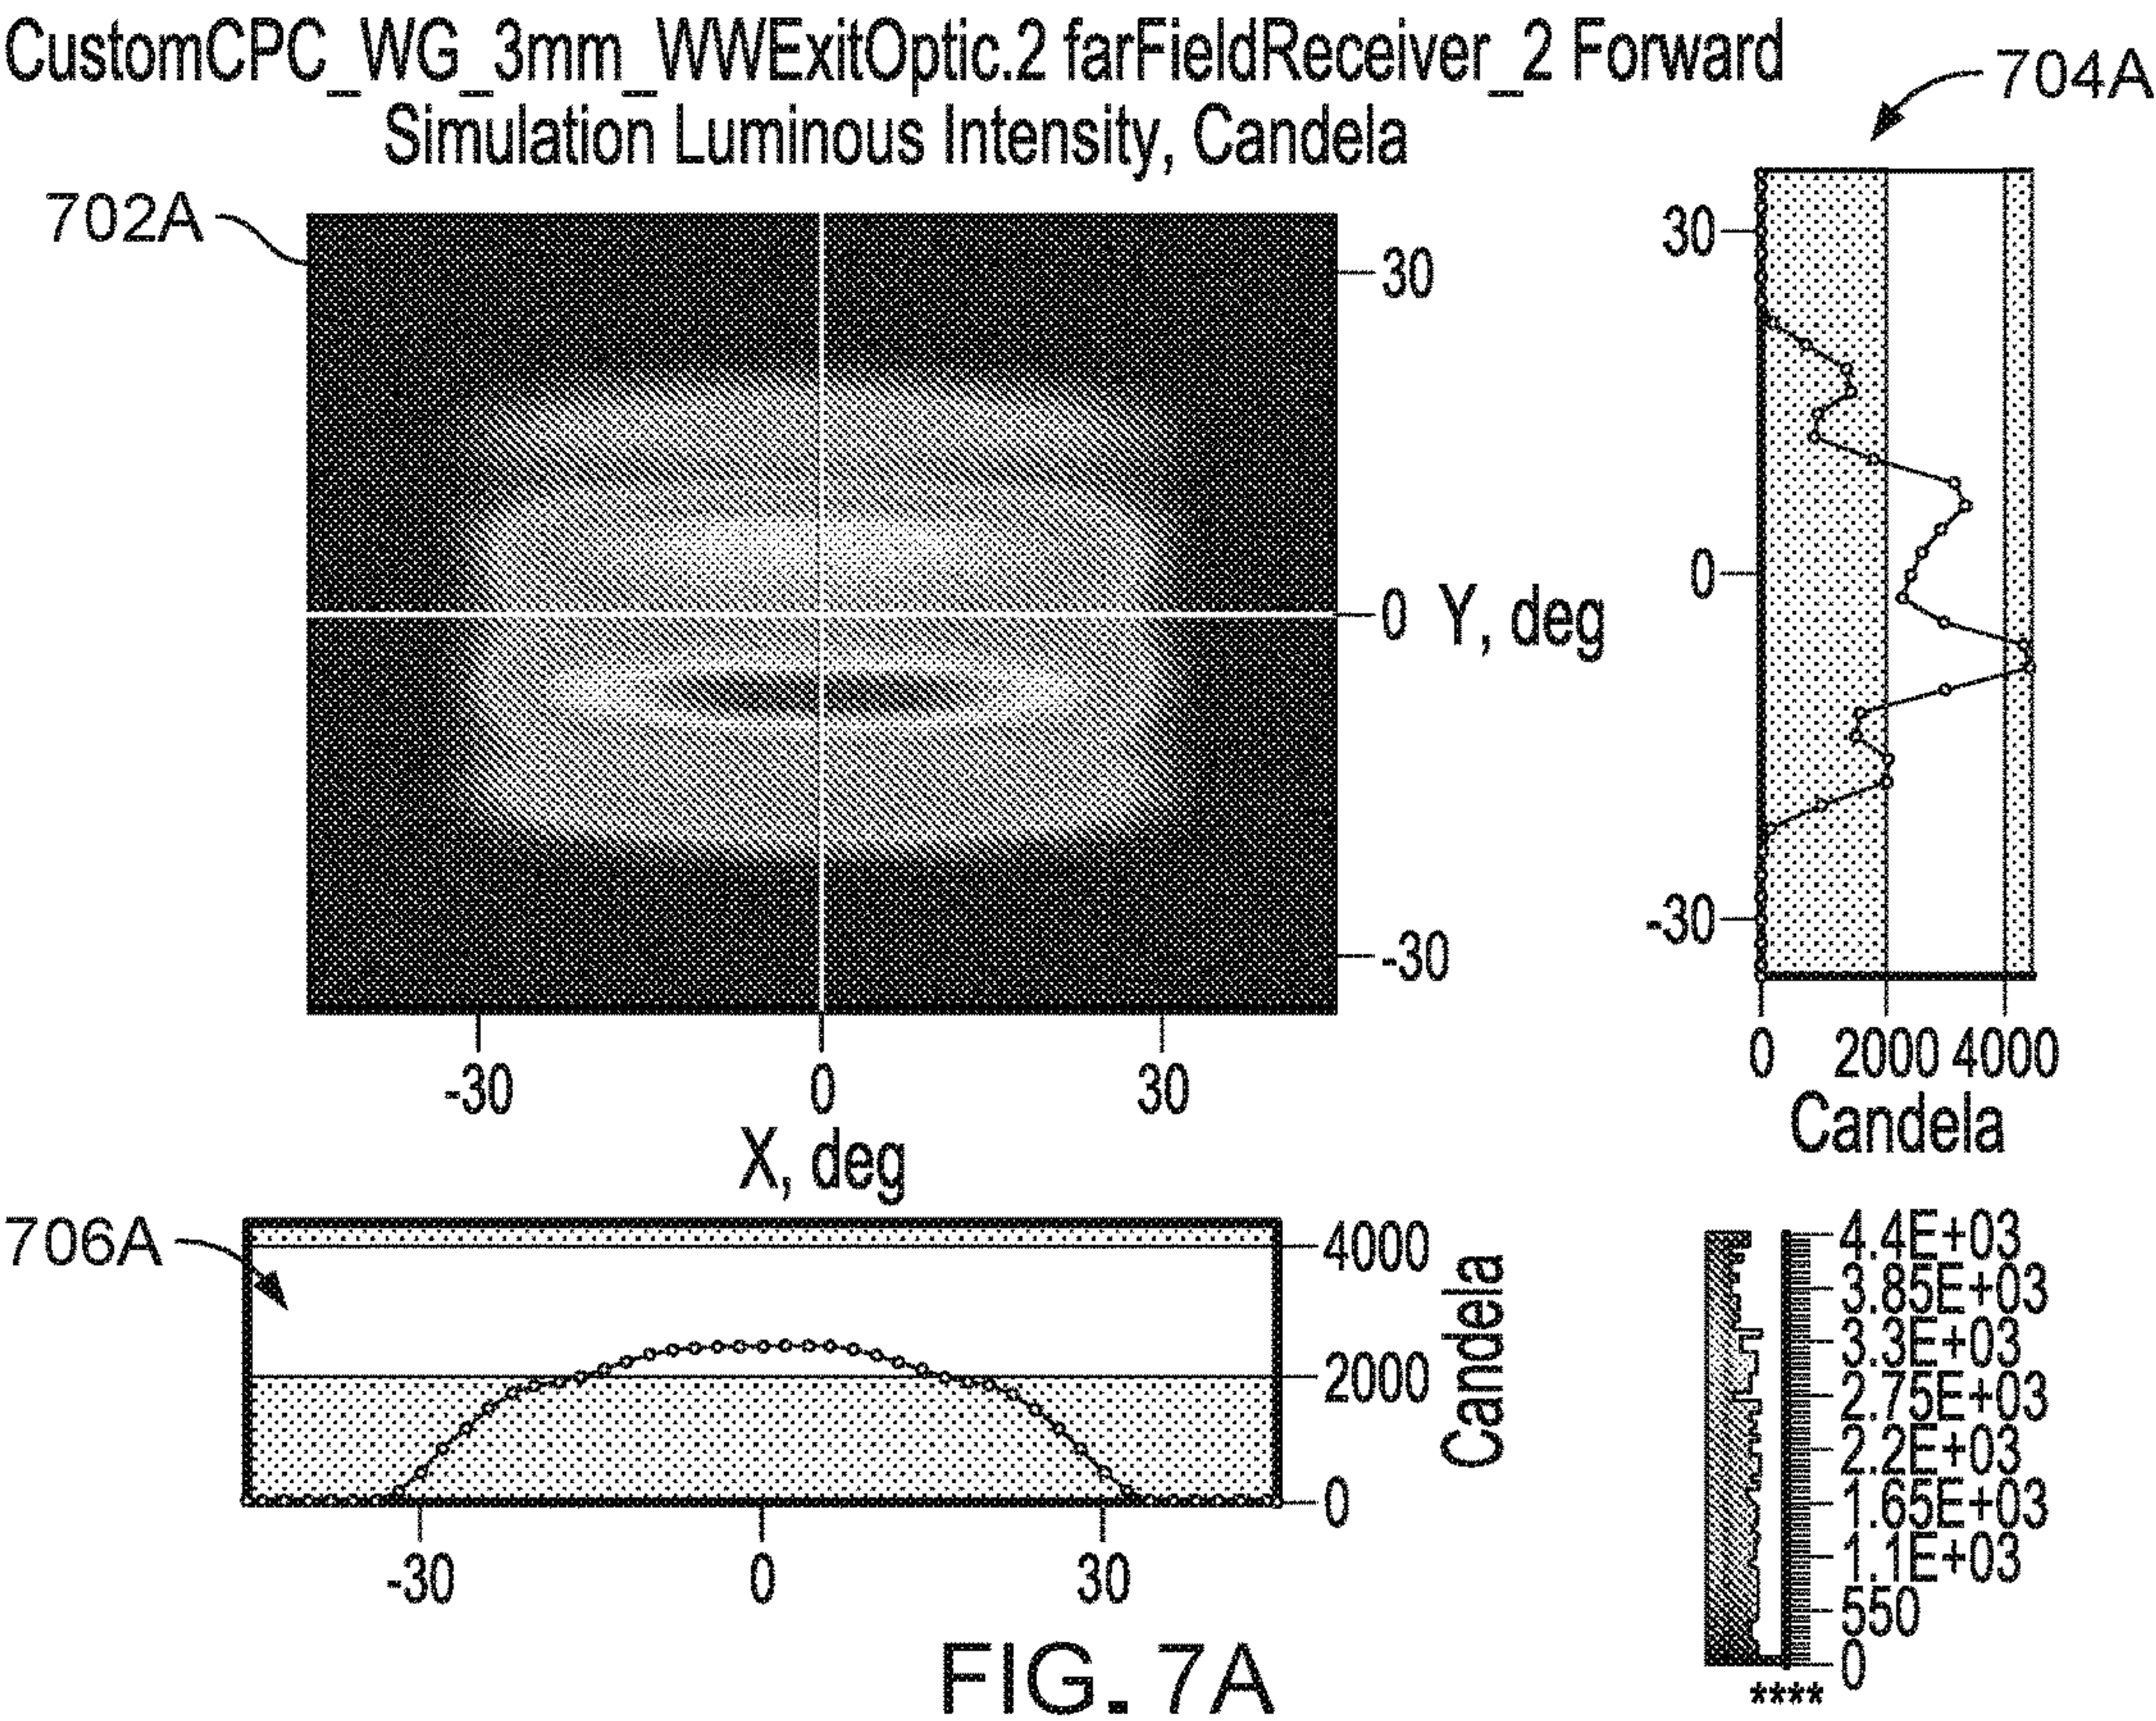 CustomCPC_WG_3mm_WWExitOptic.2 farFieldReceiver_2 Forward
Simulation Luminous Intensity, Candela
704A
702A
30
0 Y, deg
-30
-30 0 30
X, deg
30
0
-30
0 2000 4000
Candela
706A
4000
2000
0
Candela
-30 0 30
4.4E+03
3.85E+03
3.3E+03
2.75E+03
2.2E+03
1.65E+03
1.1E+03
550
0
****
FIG. 7A